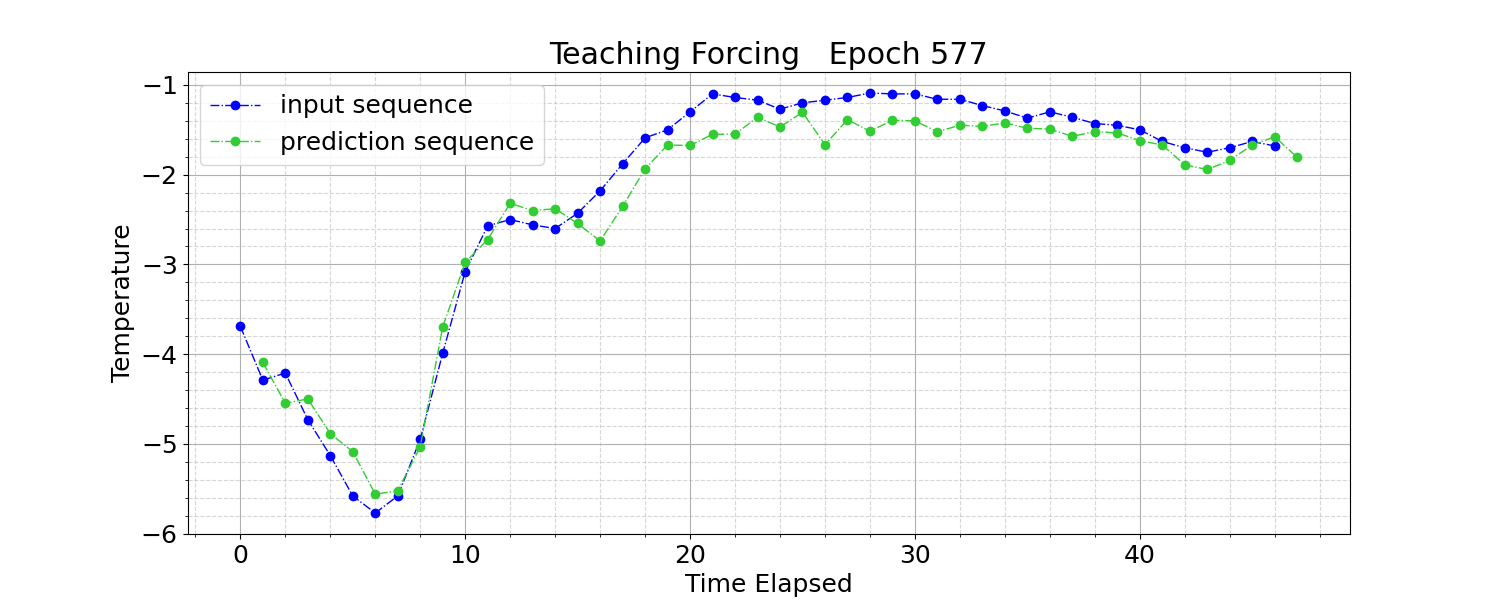 Teaching Forcing   Epoch 577
input sequence
prediction sequence
Temperature
−1
−2
−3
−4
−5
−6
0 10 20 30 40
Time Elapsed